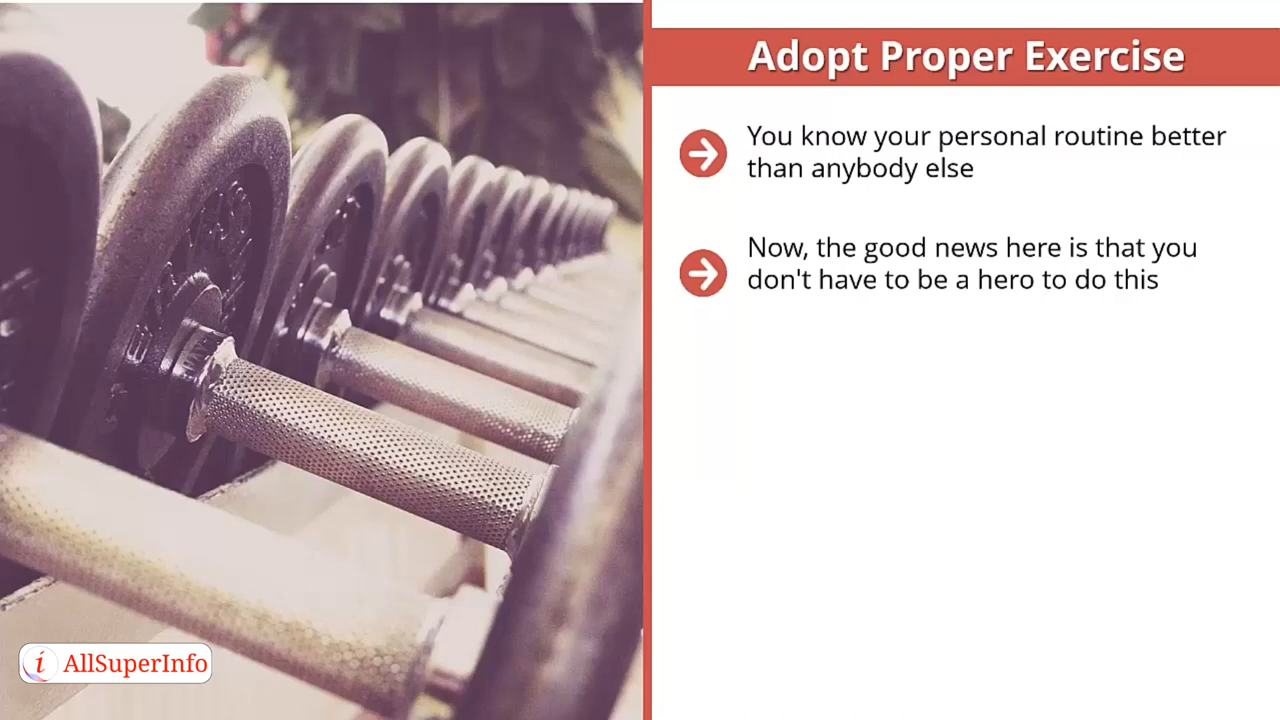 Adopt Proper Exercise
You know your personal routine better
than anybody else
Now, the good news here is that you
don't have to be a hero to do this
i AllSuperInfo